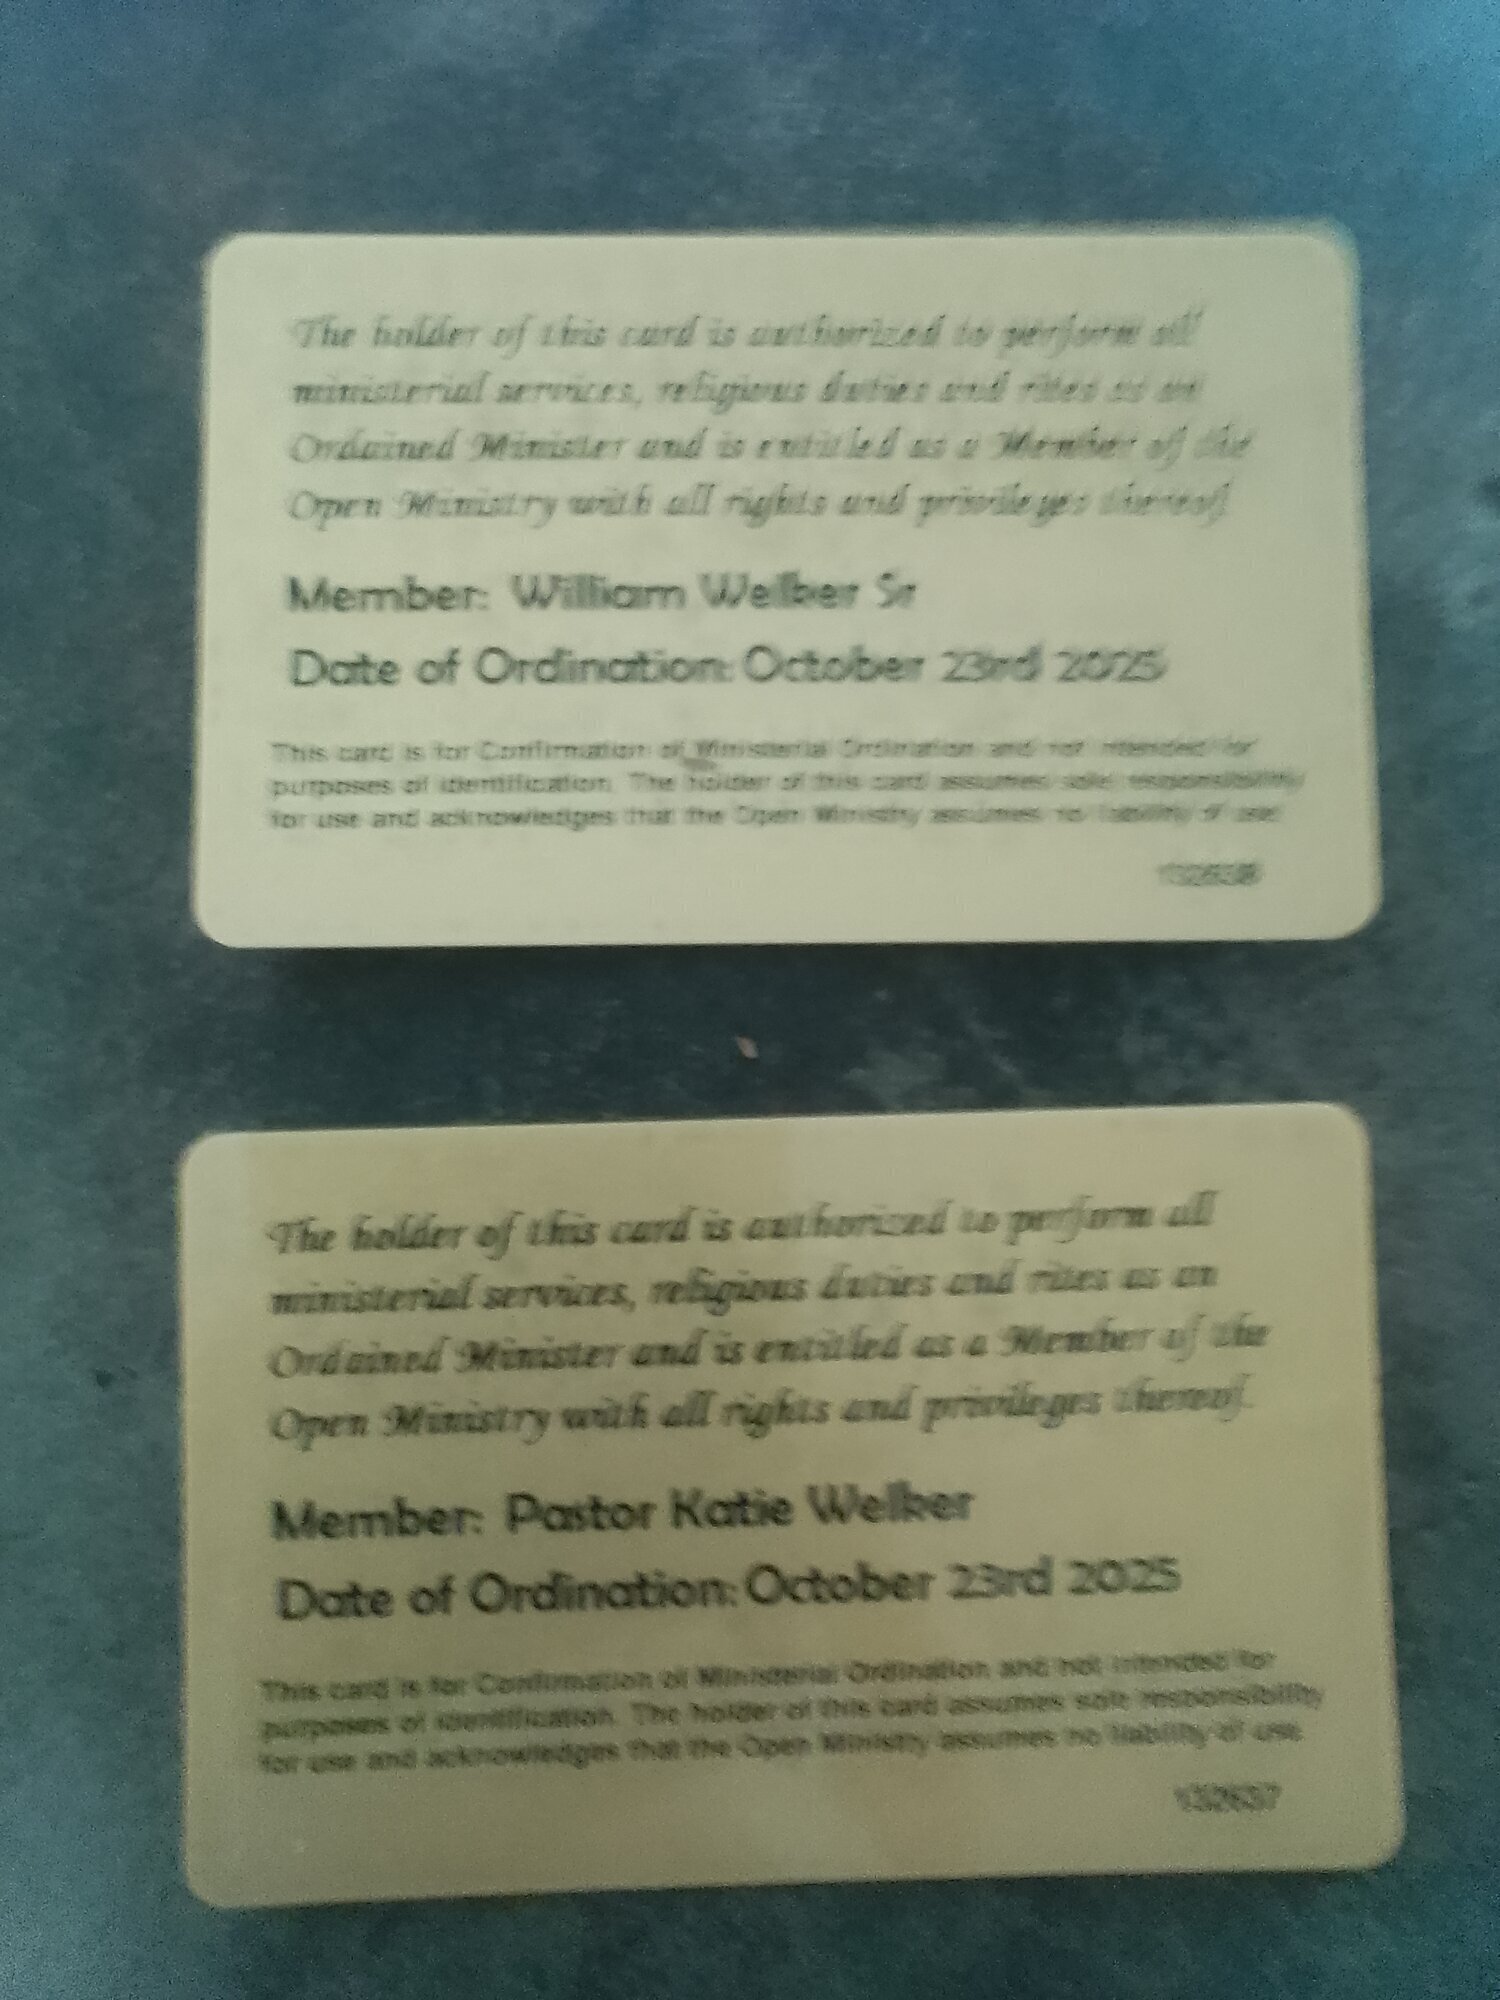 The holder of this card is authorized to perform all
ministerial services, religious duties and rites as an
Ordained Minister and is entitled as a Member of the
Open Ministry with all rights and privileges thereof.
Member: William Welker Sr
Date of Ordination: October 23rd 2025
This card is for Confirmation of Ministerial Ordination and not intended for
purposes of identification. The holder of this card assumes sole responsibility
for use and acknowledges that the Open Ministry assumes no liability of use.
The holder of this card is authorized to perform all
ministerial services, religious duties and rites as an
Ordained Minister and is entitled as a Member of the
Open Ministry with all rights and privileges thereof.
Member: Pastor Katie Welker
Date of Ordination: October 23rd 2025
This card is for Confirmation of Ministerial Ordination and not intended for
purposes of identification. The holder of this card assumes sole responsibility
for use and acknowledges that the Open Ministry assumes no liability of use.
132637